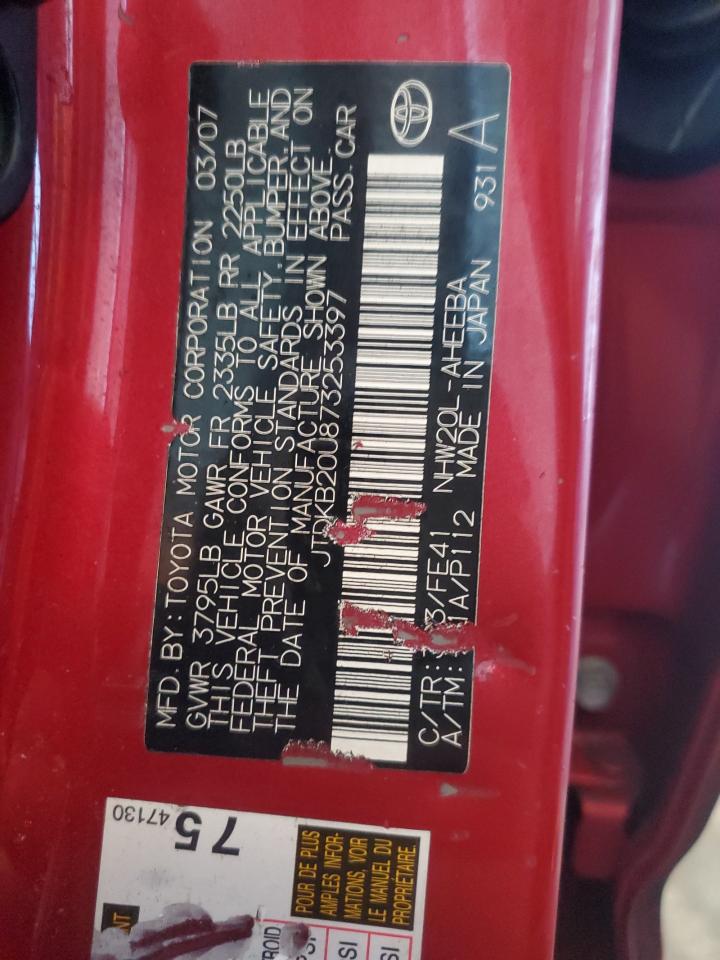 MFD. BY: TOYOTA MOTOR CORPORATION 03/07
GVWR 3795LB GAWR FR 2335LB RR 2250LB
THIS VEHICLE CONFORMS TO ALL APPLICABLE
FEDERAL MOTOR VEHICLE SAFETY, BUMPER, AND
THEFT PREVENTION STANDARDS IN EFFECT ON
THE DATE OF MANUFACTURE SHOWN ABOVE.
JTDKB20U873253397 PASS. CAR
C/TR: 3/FE41 NHW20L-AHEEBA 931
A/TM: 1A/P112 MADE IN JAPAN A
75 47130
POUR DE PLUS
AMPLES INFOR-
MATIONS, VOIR
LE MANUEL DU
PROPRIÉTAIRE.